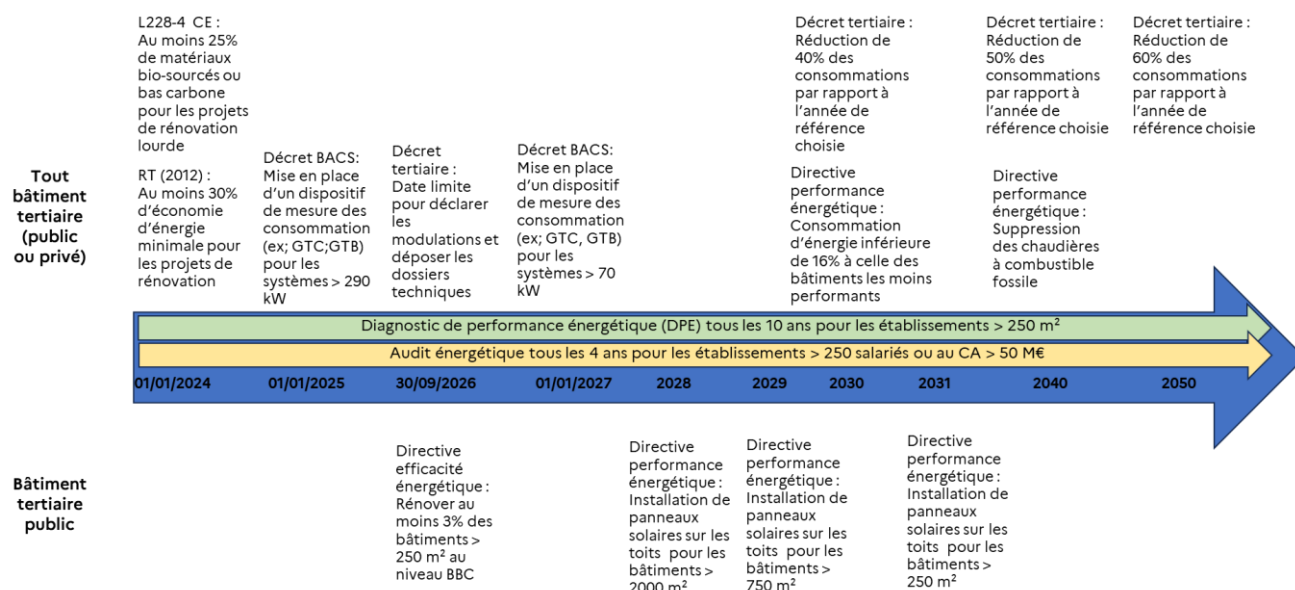 L228-4 CE :
Au moins 25%
de matériaux
bio-sourcés ou
bas carbone
pour les projets
de rénovation
lourde
Décret tertiaire :
Réduction de
40% des
consommations
par rapport à
l'année de
référence
choisie
Décret tertiaire :
Réduction de
50% des
consommations
par rapport à
l'année de
référence choisie
Décret tertiaire :
Réduction de
60% des
consommations
par rapport à
l'année de
référence choisie
Tout
bâtiment
tertiaire
(public
ou privé)
RT (2012) :
Au moins 30%
d'économie
d'énergie
minimale pour
les projets de
rénovation
Décret BACS:
Mise en place
d'un dispositif
de mesure des
consommation
(ex; GTC;GTB)
pour les
systèmes > 290
kW
Décret
tertiaire :
Date limite
pour déclarer
les
modulations et
déposer les
dossiers
techniques
Décret BACS:
Mise en place
d'un dispositif
de mesure des
consommation
(ex; GTC, GTB)
pour les
systèmes > 70
kW
Directive
performance
énergétique :
Consommation
d'énergie inférieure
de 16% à celle des
bâtiments les moins
performants
Directive
performance
énergétique :
Suppression
des chaudières
à combustible
fossile
Diagnostic de performance énergétique (DPE) tous les 10 ans pour les établissements > 250 m²
Audit énergétique tous les 4 ans pour les établissements > 250 salariés ou au CA > 50 M€
01/01/2024 01/01/2025 30/09/2026 01/01/2027 2028 2029 2030 2031 2040 2050
Bâtiment
tertiaire
public
Directive
efficacité
énergétique :
Rénover au
moins 3% des
bâtiments >
250 m² au
niveau BBC
Directive
performance
énergétique :
Installation de
panneaux
solaires sur les
toits pour les
bâtiments >
2000 m²
Directive
performance
énergétique :
Installation de
panneaux
solaires sur les
toits pour les
bâtiments >
750 m²
Directive
performance
énergétique :
Installation de
panneaux
solaires sur les
toits pour les
bâtiments >
250 m²